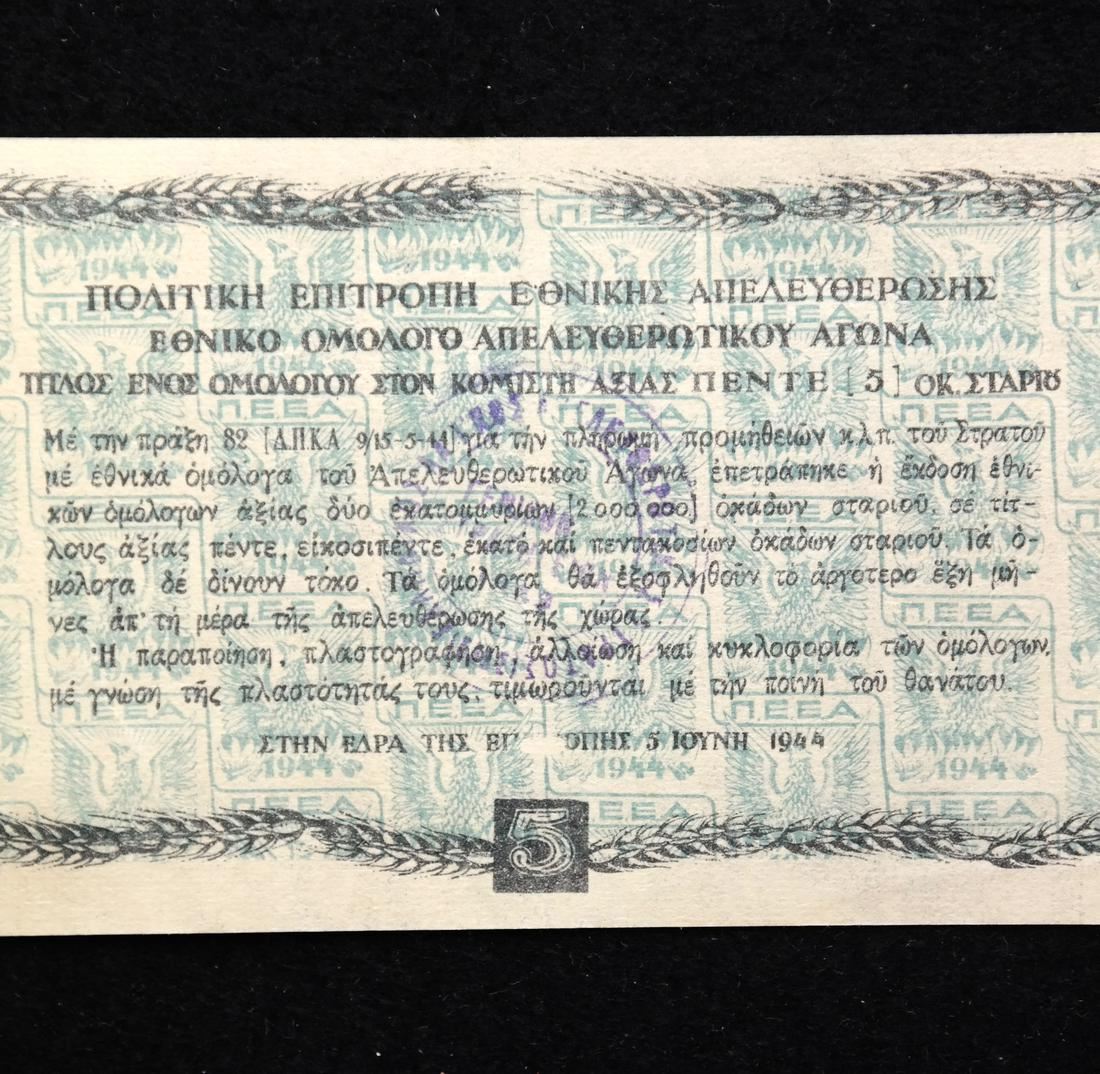 ΠΟΛΙΤΙΚΗ ΕΠΙΤΡΟΠΗ ΕΘΝΙΚΗΣ ΑΠΕΛΕΥΘΕΡΩΣΗΣ
ΕΘΝΙΚΟ ΟΜΟΛΟΓΟ ΑΠΕΛΕΥΘΕΡΩΤΙΚΟΥ ΑΓΩΝΑ
ΤΙΤΛΟΣ ΕΝΟΣ ΟΜΟΛΟΓΟΥ ΣΤΟΝ ΚΟΜΙΣΤΗ ΑΞΙΑΣ ΠΕΝΤΕ [5] ΟΚ. ΣΤΑΡΙΟΥ
Μέ τήν πράξη 82 [ΔΠΚΑ 9/15-5-44] γιά τήν πληρωμή προμηθειών κ.λ.π. τοῦ Στρατοῦ
μέ ἐθνικά ὁμόλογα τοῦ Ἀπελευθερωτικοῦ Ἀγώνα, ἐπετράπηκε ἡ ἔκδοση ἐθνι-
κῶν ὁμόλογων ἀξίας δύο ἑκατομμυρίων [2 000 000] ὀκάδων σταριοῦ, σέ τίτ-
λους ἀξίας πέντε, εἰκοσιπέντε, ἑκατό καί πεντακοσίων ὀκάδων σταριοῦ. Τά ὁ-
μόλογα δέ δίνουν τόκο. Τά ὁμόλογα θά ἐξοφληθοῦν τό ἀργότερο ἕξη μῆ-
νες ἀπ' τή μέρα τῆς ἀπελευθέρωσης τῆς χώρας.
Ἡ παραποίηση, πλαστογράφηση, ἀλλοίωση καί κυκλοφορία τῶν ὁμόλογων,
μέ γνώση τῆς πλαστότητάς τους, τιμωροῦνται μέ τήν ποινή τοῦ θανάτου.
ΣΤΗΝ ΕΔΡΑ ΤΗΣ ΕΠΙΤΡΟΠΗΣ 5 ΙΟΥΝΗ 1944
5